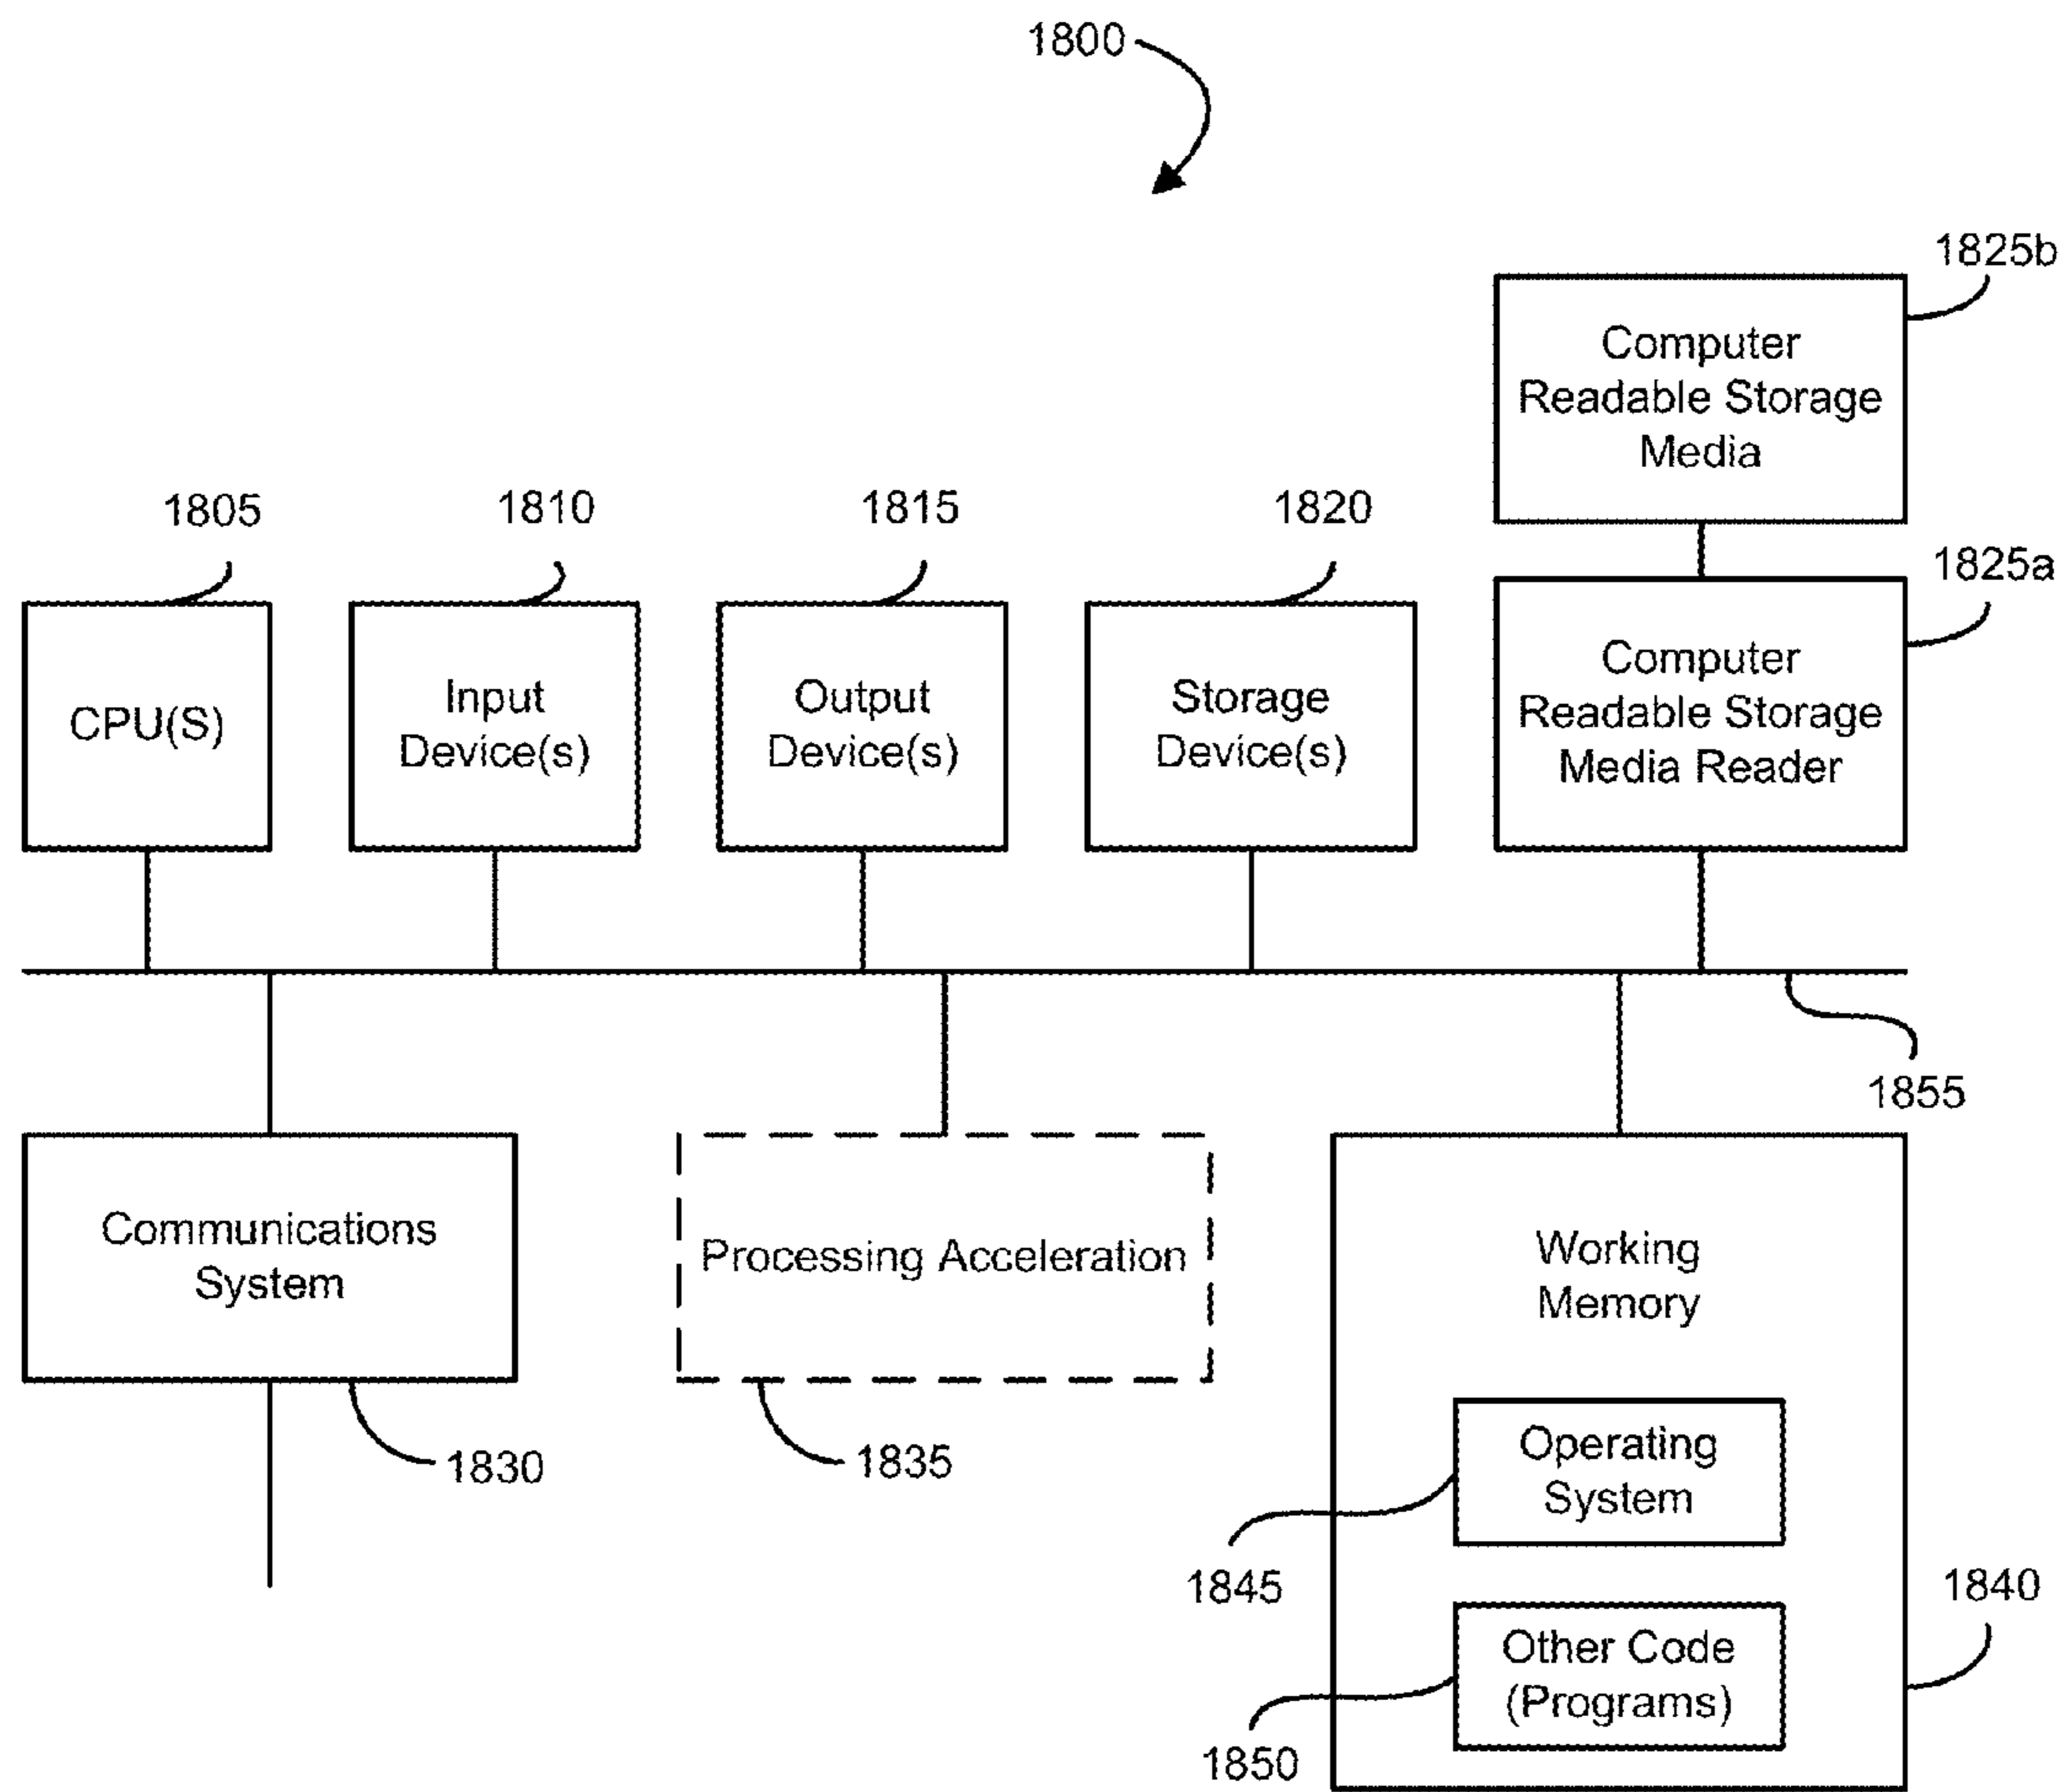 1800
1825b
Computer
Readable Storage
Media
1805
1810
1815
1820
1825a
CPU(S)
Input
Device(s)
Output
Device(s)
Storage
Device(s)
Computer
Readable Storage
Media Reader
1855
Communications
System
1830
Processing Acceleration
1835
Working
Memory
Operating
System
1845
1840
Other Code
(Programs)
1850